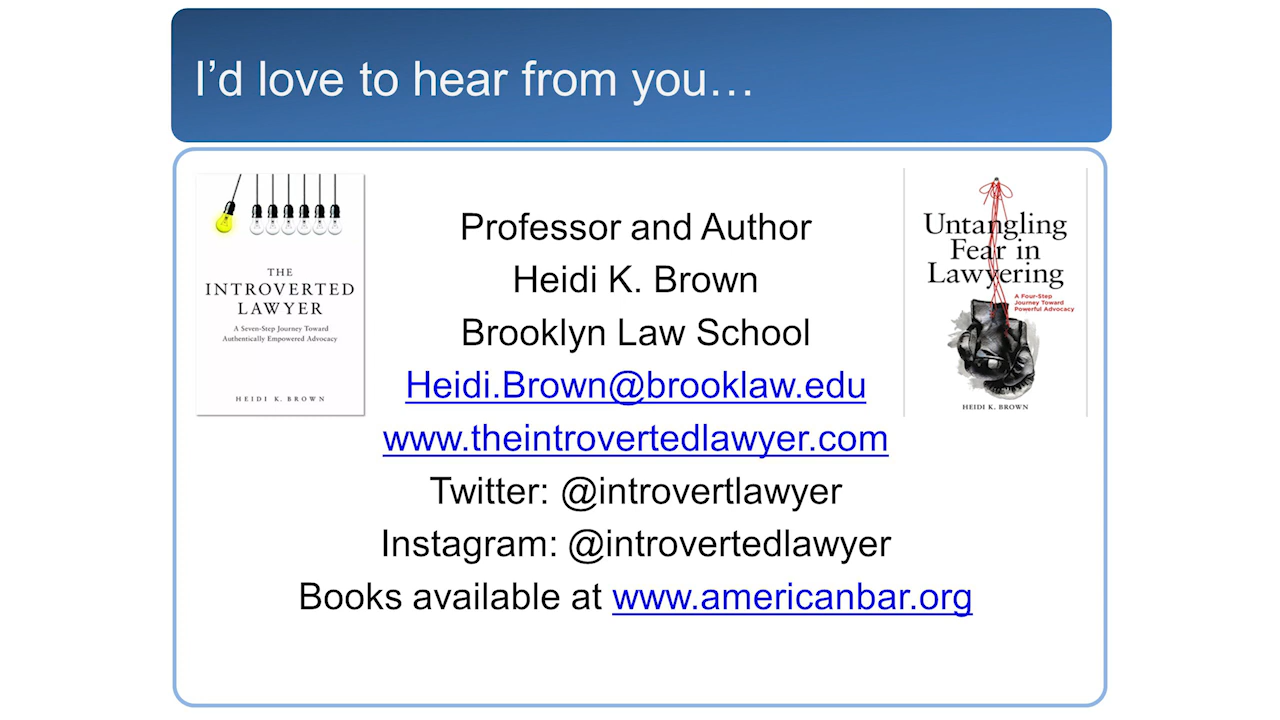 I’d love to hear from you…
THE
INTROVERTED
LAWYER
A Seven-Step Journey Toward
Authentically Empowered Advocacy
HEIDI K. BROWN
Professor and Author
Heidi K. Brown
Brooklyn Law School
Heidi.Brown@brooklaw.edu
www.theintrovertedlawyer.com
Twitter: @introvertlawyer
Instagram: @introvertedlawyer
Books available at www.americanbar.org
Untangling
Fear in
Lawyering
A Four-Step
Journey Toward
Powerful Advocacy
HEIDI K. BROWN